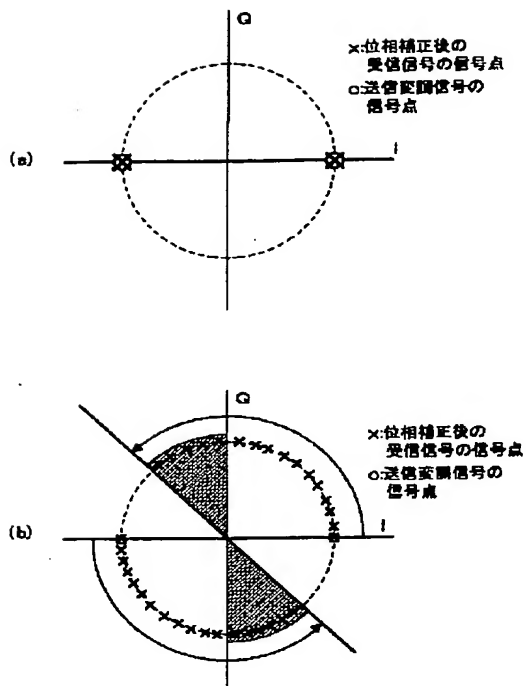 Q
×:位相補正後の
受信信号の信号点
o:送信変調信号の
信号点
(a)
I
Q
×:位相補正後の
受信信号の信号点
o:送信変調信号の
信号点
I
(b)